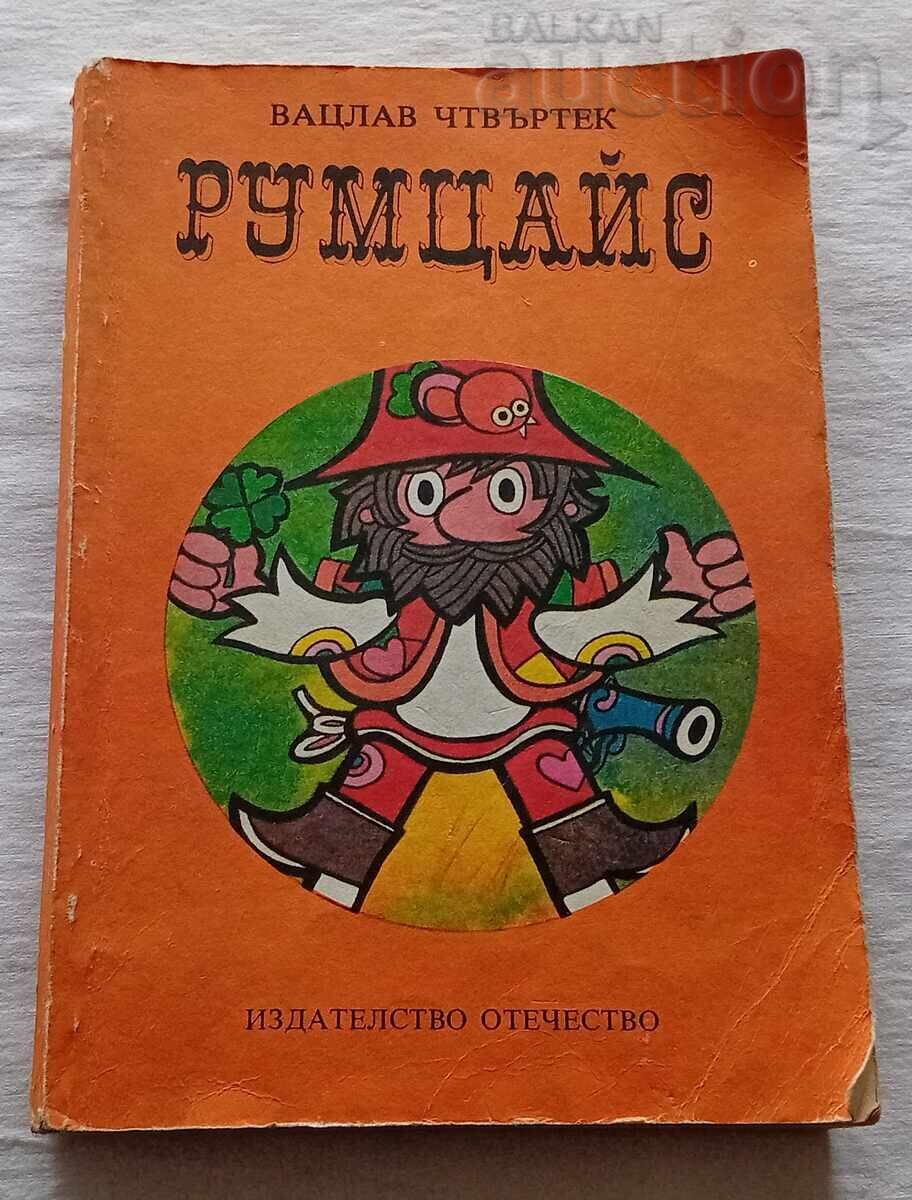 BALKAN
auction
ВАЦЛАВ ЧТВЪРТЕК
РУМЦАЙС
ИЗДАТЕЛСТВО ОТЕЧЕСТВО